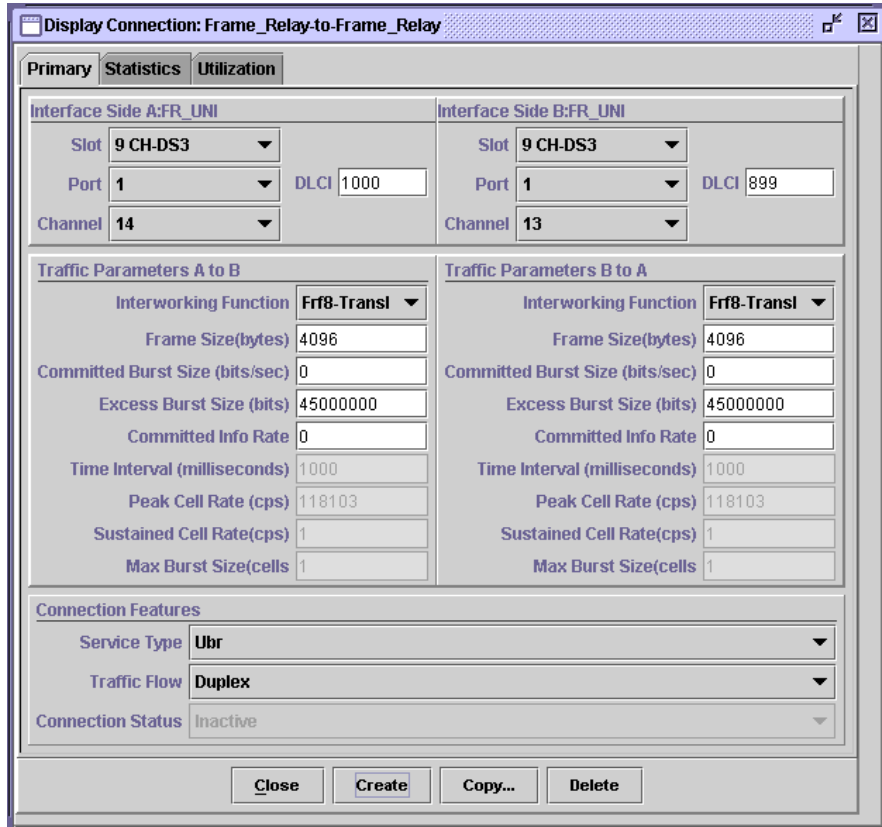 Display Connection: Frame_Relay-to-Frame_Relay
Primary Statistics Utilization
Interface Side A:FR_UNI
Slot 9 CH-DS3
Port 1 DLCI 1000
Channel 14
Interface Side B:FR_UNI
Slot 9 CH-DS3
Port 1 DLCI 899
Channel 13
Traffic Parameters A to B
Interworking Function Frf8-Transl
Frame Size(bytes) 4096
Committed Burst Size (bits/sec) 0
Excess Burst Size (bits) 45000000
Committed Info Rate 0
Time Interval (milliseconds) 1000
Peak Cell Rate (cps) 118103
Sustained Cell Rate(cps) 1
Max Burst Size(cells 1
Traffic Parameters B to A
Interworking Function Frf8-Transl
Frame Size(bytes) 4096
Committed Burst Size (bits/sec) 0
Excess Burst Size (bits) 45000000
Committed Info Rate 0
Time Interval (milliseconds) 1000
Peak Cell Rate (cps) 118103
Sustained Cell Rate(cps) 1
Max Burst Size(cells 1
Connection Features
Service Type Ubr
Traffic Flow Duplex
Connection Status Inactive
Close Create Copy... Delete